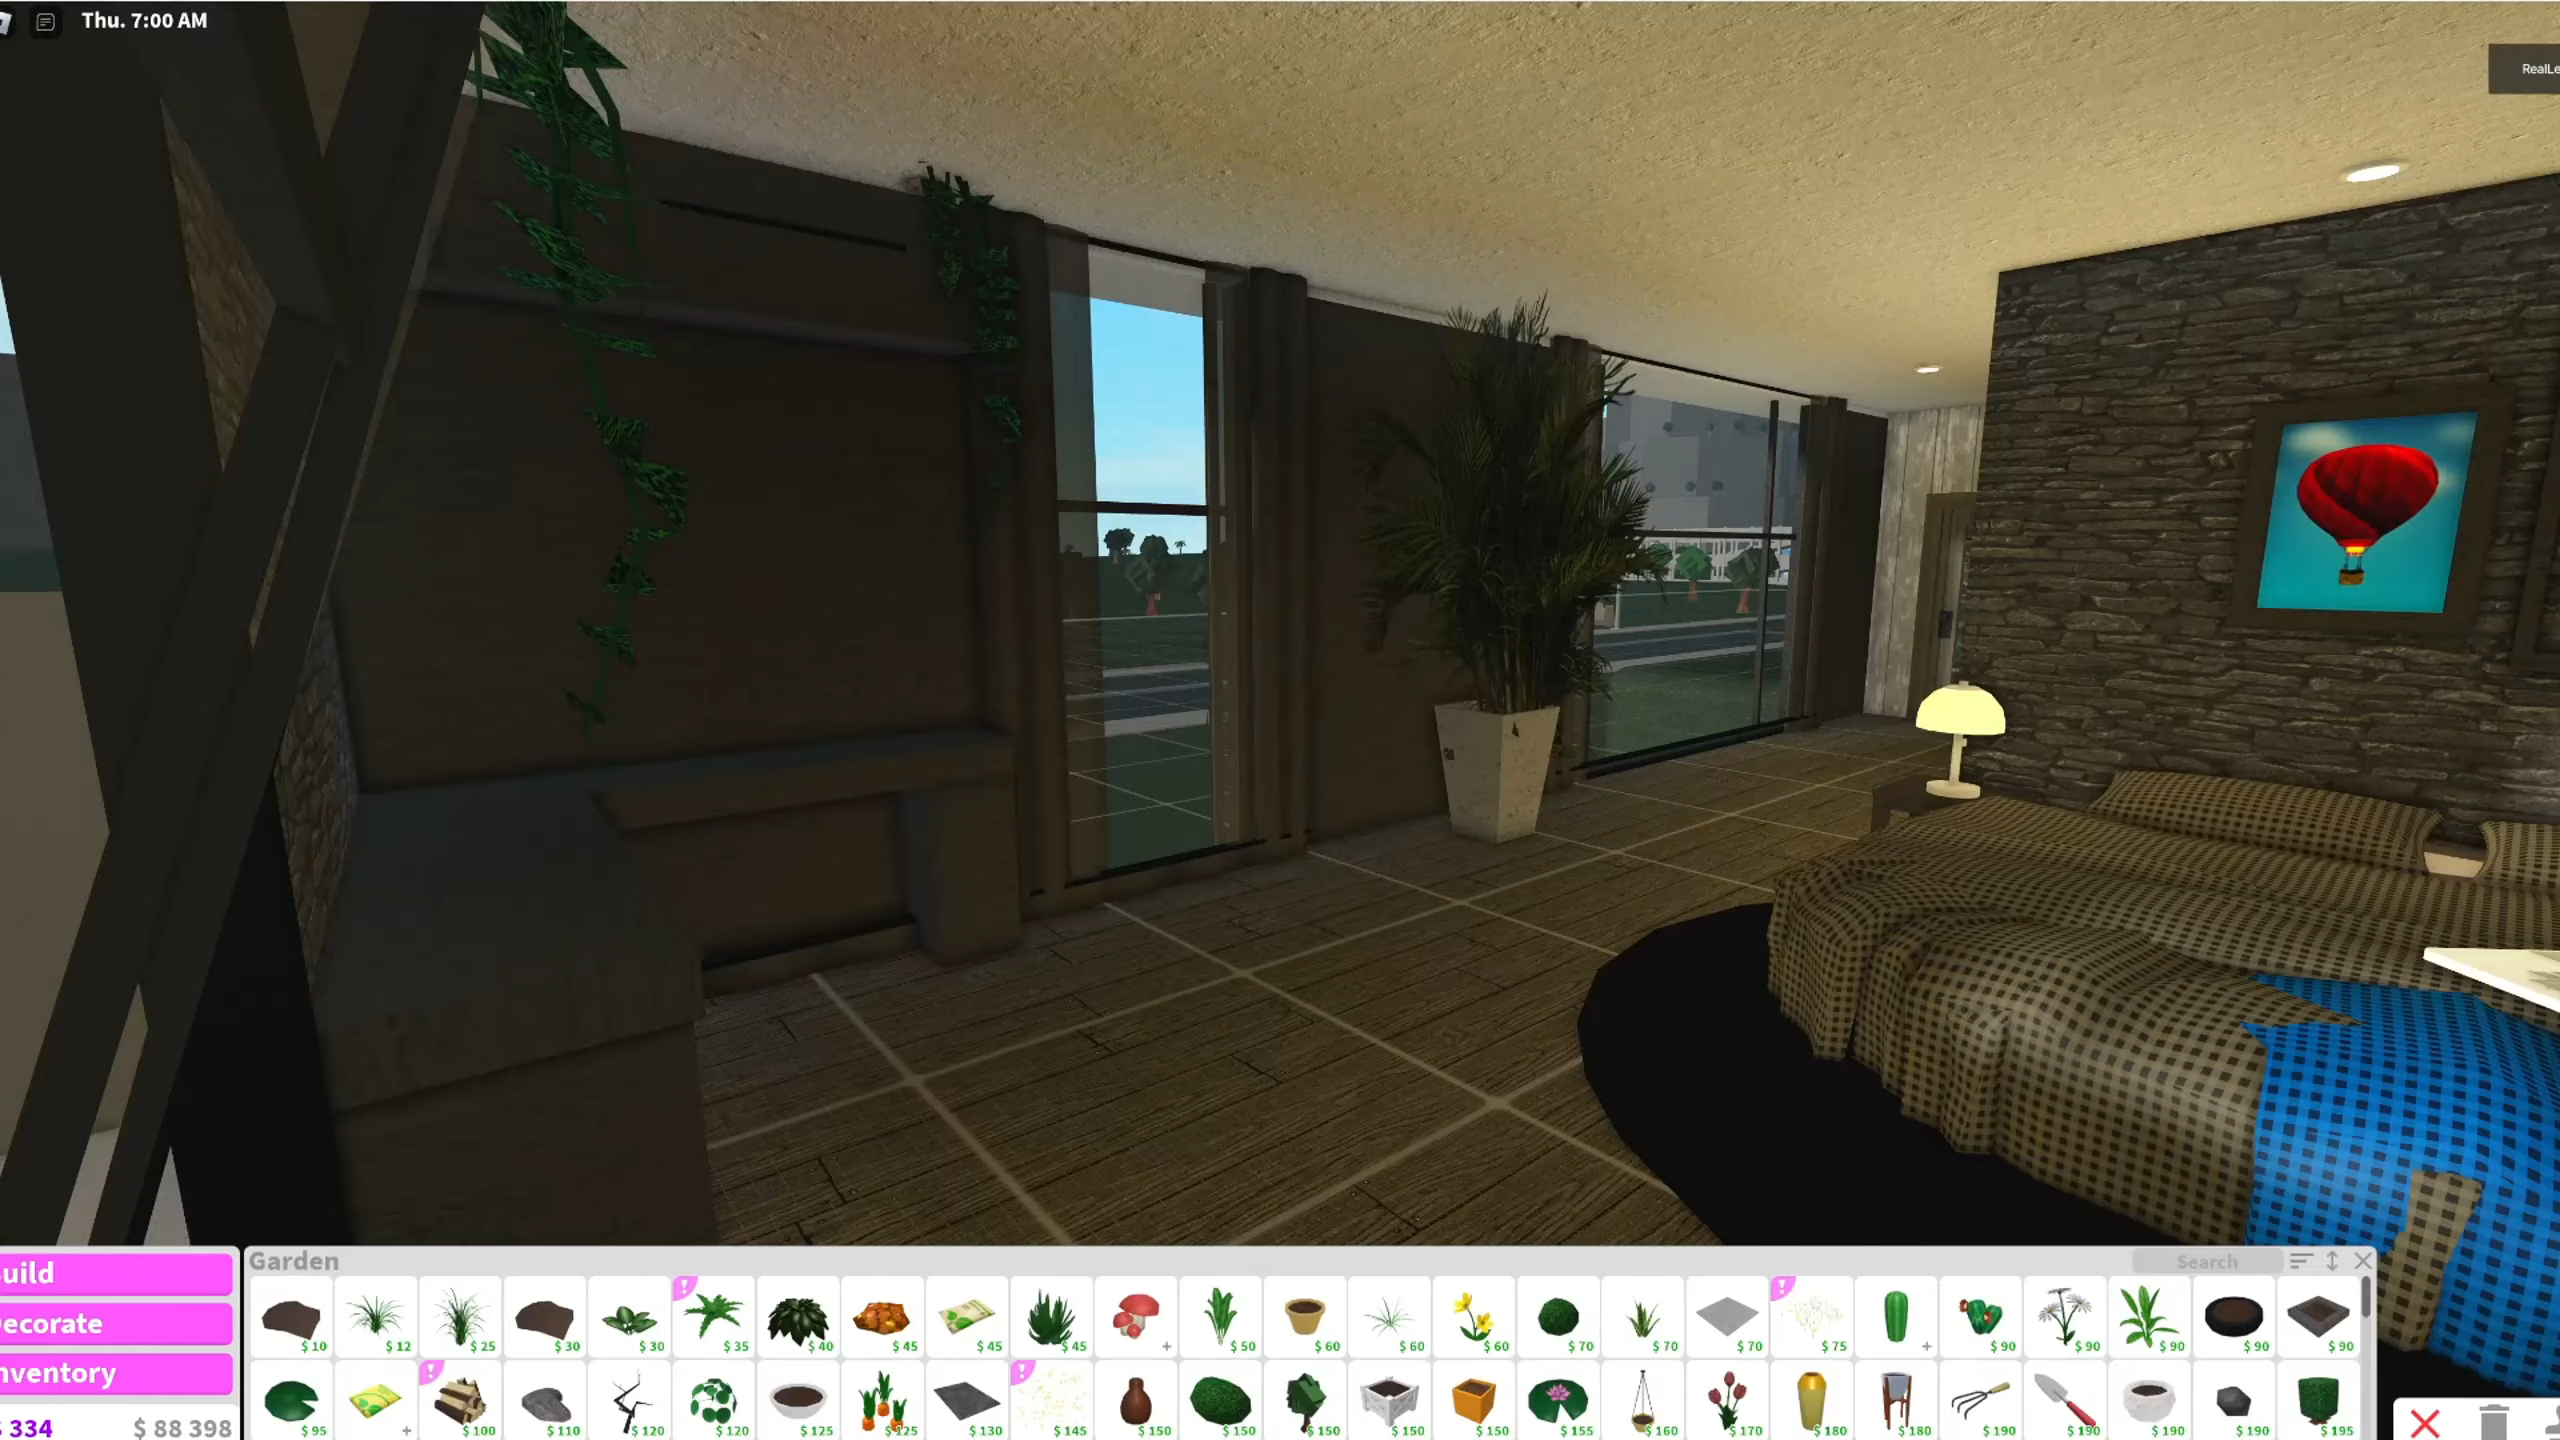 Thu. 7:00 AM
RealLe
Garden
Search
uild
ecorate
nventory
$ 10 $ 12 $ 25 $ 30 $ 30 $ 35 $ 40 $ 45 $ 45 $ 45 + $ 50 $ 60 $ 60 $ 60 $ 70 $ 70 $ 70 $ 75 + $ 90 $ 90 $ 90 $ 90 $ 90
$ 95 + $ 100 $ 110 $ 120 $ 120 $ 125 $ 125 $ 130 $ 145 $ 150 $ 150 $ 150 $ 150 $ 150 $ 155 $ 160 $ 170 $ 180 $ 180 $ 190 $ 190 $ 190 $ 190 $ 195
$ 334 $ 88 398